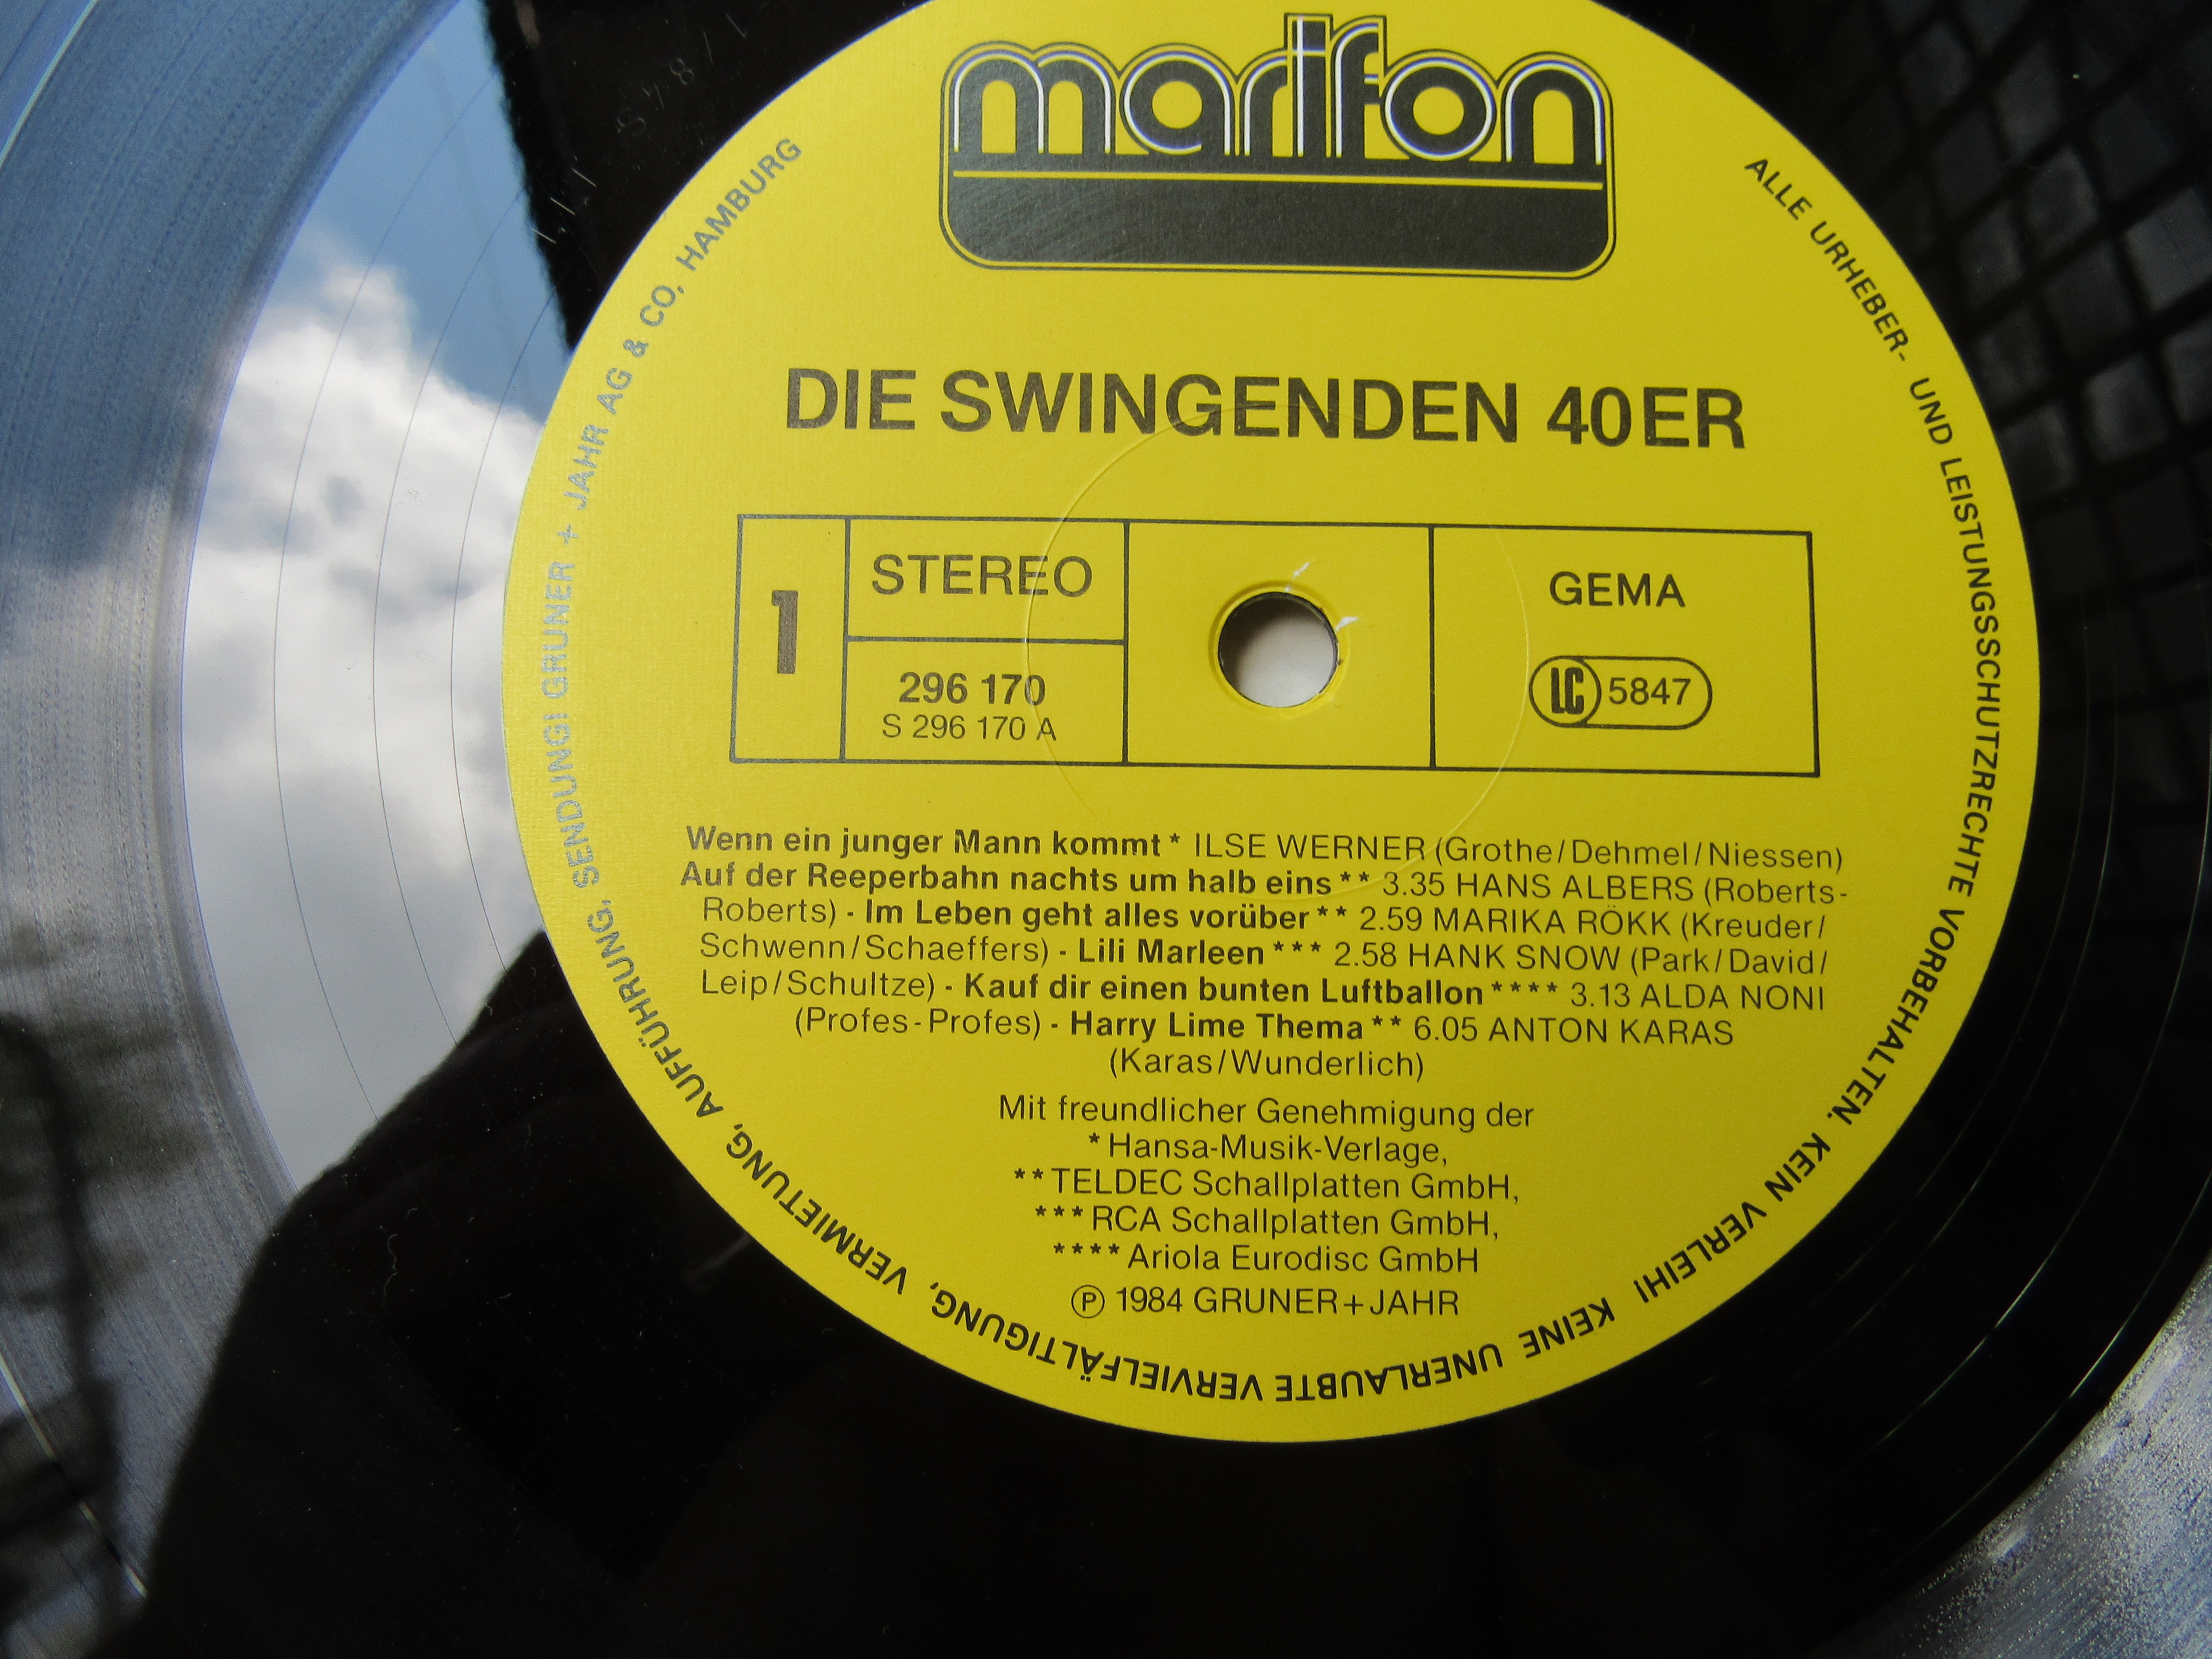 marifon
DIE SWINGENDEN 40ER
1
STEREO
296 170
S 296 170 A
GEMA
LC 5847
Wenn ein junger Mann kommt * ILSE WERNER (Grothe/Dehmel/Niessen)
Auf der Reeperbahn nachts um halb eins ** 3.35 HANS ALBERS (Roberts-
Roberts) - Im Leben geht alles vorüber ** 2.59 MARIKA RÖKK (Kreuder/
Schwenn/Schaeffers) - Lili Marleen *** 2.58 HANK SNOW (Park/David/
Leip/Schultze) - Kauf dir einen bunten Luftballon **** 3.13 ALDA NONI
(Profes-Profes) - Harry Lime Thema ** 6.05 ANTON KARAS
(Karas/Wunderlich)
Mit freundlicher Genehmigung der
*Hansa-Musik-Verlage,
**TELDEC Schallplatten GmbH,
***RCA Schallplatten GmbH,
****Ariola Eurodisc GmbH
Ⓟ 1984 GRUNER+JAHR
ALLE URHEBER- UND LEISTUNGSSCHUTZRECHTE VORBEHALTEN. KEIN VERLEIH! KEINE UNERLAUBTE VERVIELFÄLTIGUNG, VERMIETUNG, AUFFÜHRUNG, SENDUNG! GRUNER + JAHR AG & CO, HAMBURG